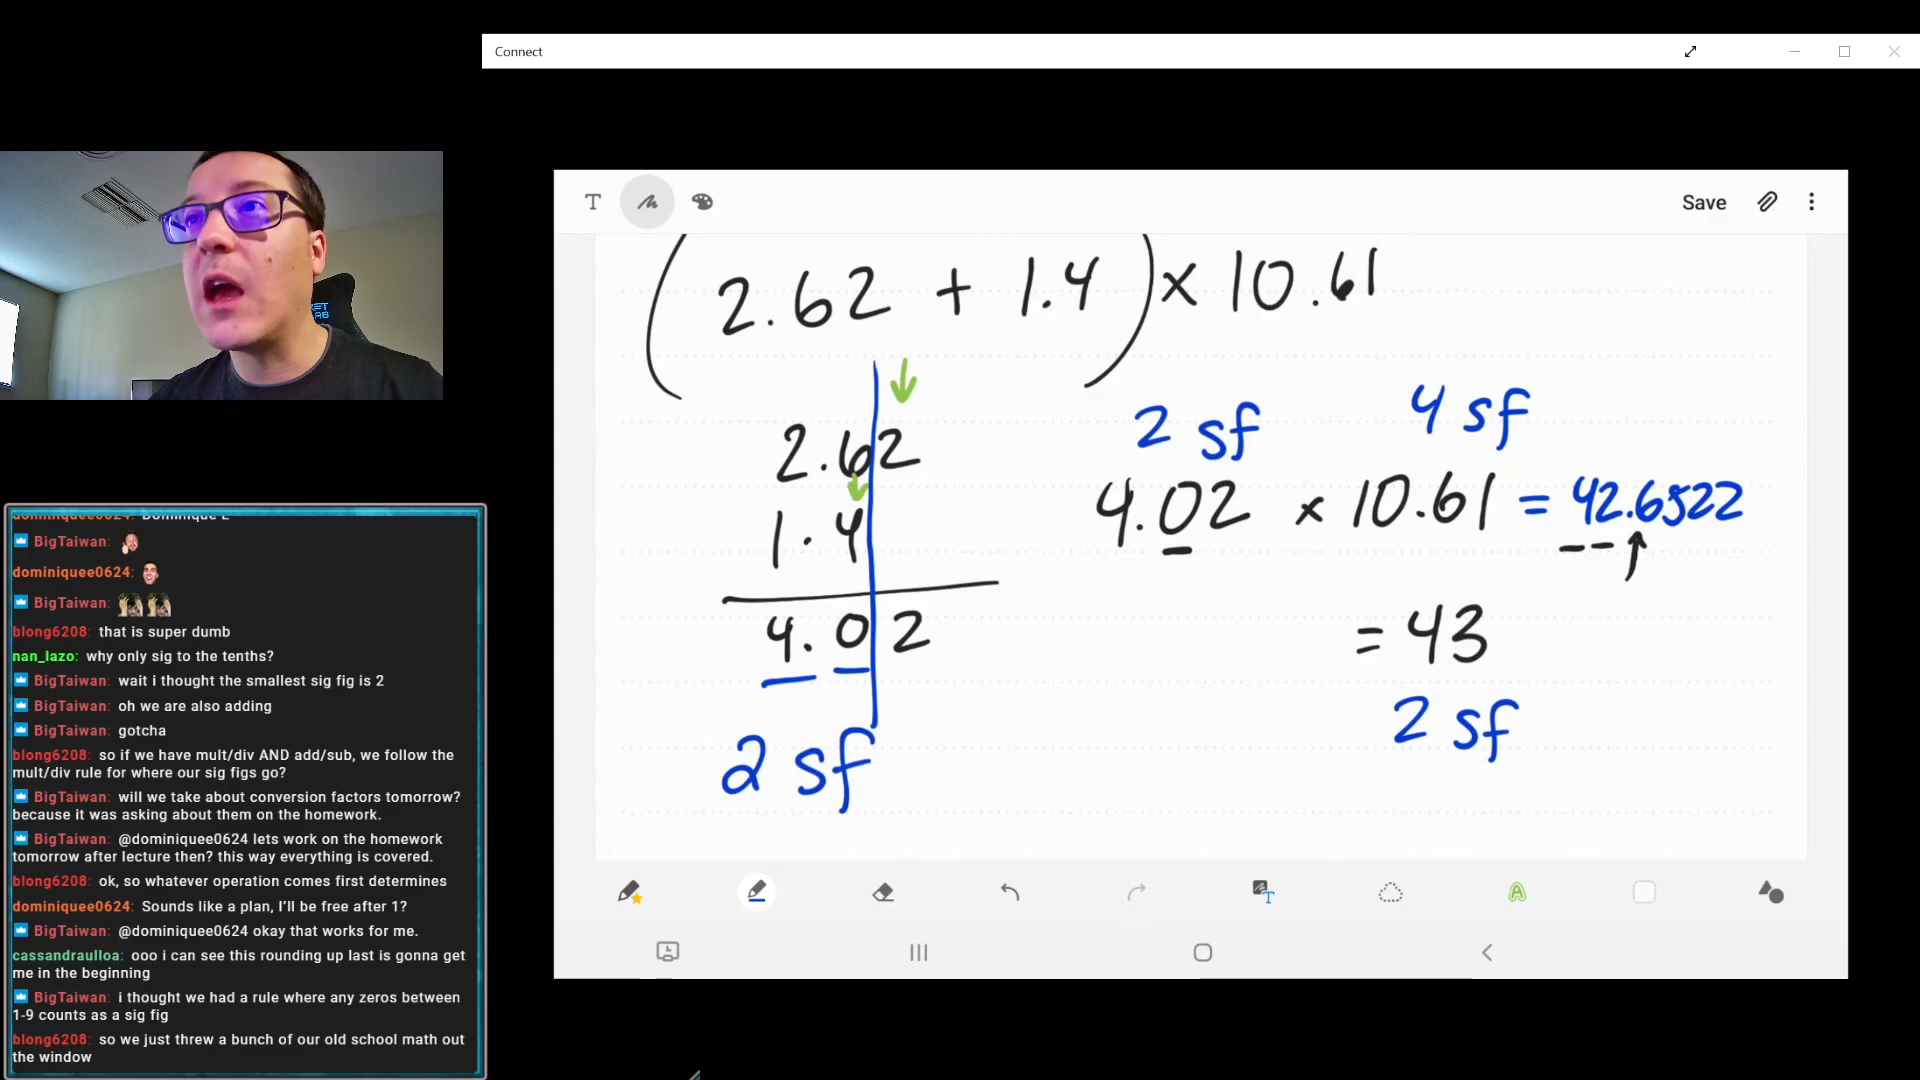 Connect
T
Save
(2.62 + 1.4) × 10.61
2 sf
4 sf
2.62
1.4
4.02
2 sf
4.02 × 10.61 = 42.6522
= 43
2 sf
dominiquee0624: Dominique E
BigTaiwan:
dominiquee0624:
BigTaiwan:
blong6208: that is super dumb
nan_lazo: why only sig to the tenths?
BigTaiwan: wait i thought the smallest sig fig is 2
BigTaiwan: oh we are also adding
BigTaiwan: gotcha
blong6208: so if we have mult/div AND add/sub, we follow the
mult/div rule for where our sig figs go?
BigTaiwan: will we take about conversion factors tomorrow?
because it was asking about them on the homework.
BigTaiwan: @dominiquee0624 lets work on the homework
tomorrow after lecture then? this way everything is covered.
blong6208: ok, so whatever operation comes first determines
dominiquee0624: Sounds like a plan, I'll be free after 1?
BigTaiwan: @dominiquee0624 okay that works for me.
cassandraulloa: ooo i can see this rounding up last is gonna get
me in the beginning
BigTaiwan: i thought we had a rule where any zeros between
1-9 counts as a sig fig
blong6208: so we just threw a bunch of our old school math out
the window